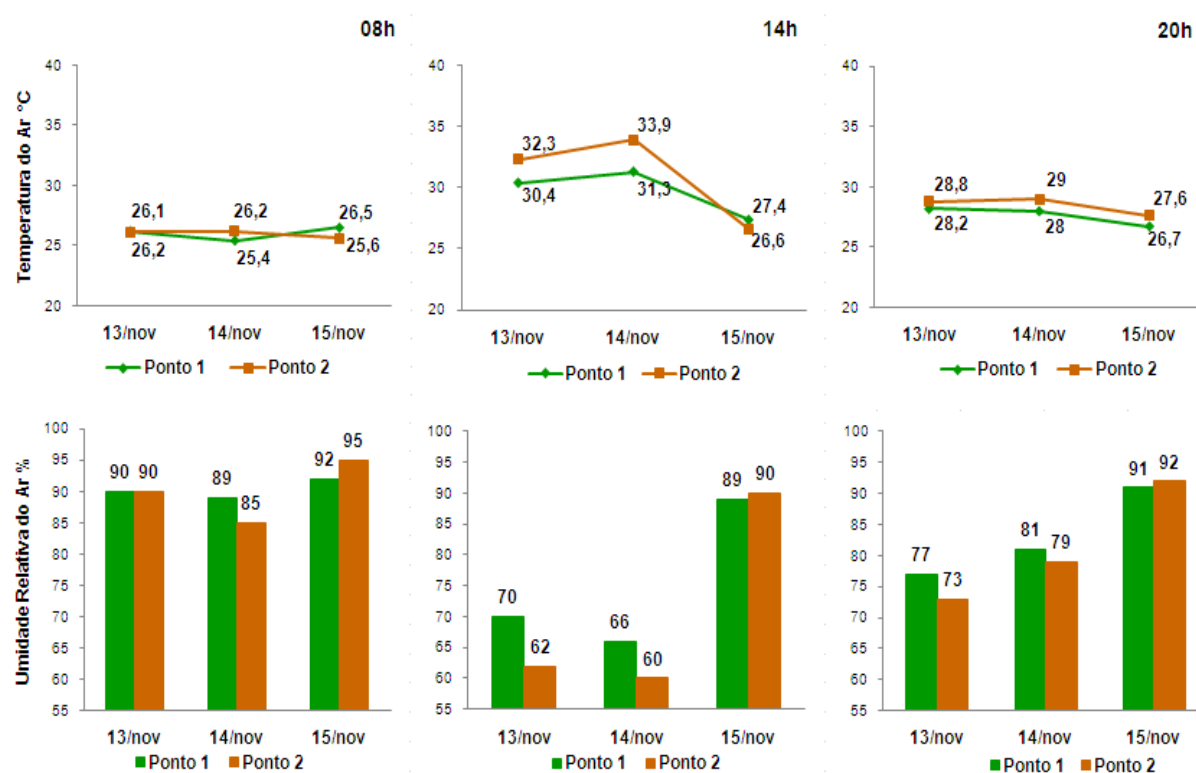 08h
14h
20h
Temperatura do Ar °C
40
35
30
25
20
26,1
26,2
26,5
26,2
25,4
25,6
13/nov
14/nov
15/nov
Ponto 1
Ponto 2
40
35
30
25
20
32,3
33,9
27,4
30,4
31,3
26,6
13/nov
14/nov
15/nov
Ponto 1
Ponto 2
40
35
30
25
20
28,8
29
27,6
28,2
28
26,7
13/nov
14/nov
15/nov
Ponto 1
Ponto 2
Umidade Relativa do Ar %
100
95
90
85
80
75
70
65
60
55
90
90
89
85
92
95
13/nov
14/nov
15/nov
Ponto 1
Ponto 2
100
95
90
85
80
75
70
65
60
55
70
62
66
60
89
90
13/nov
14/nov
15/nov
Ponto 1
Ponto 2
100
95
90
85
80
75
70
65
60
55
77
73
81
79
91
92
13/nov
14/nov
15/nov
Ponto 1
Ponto 2